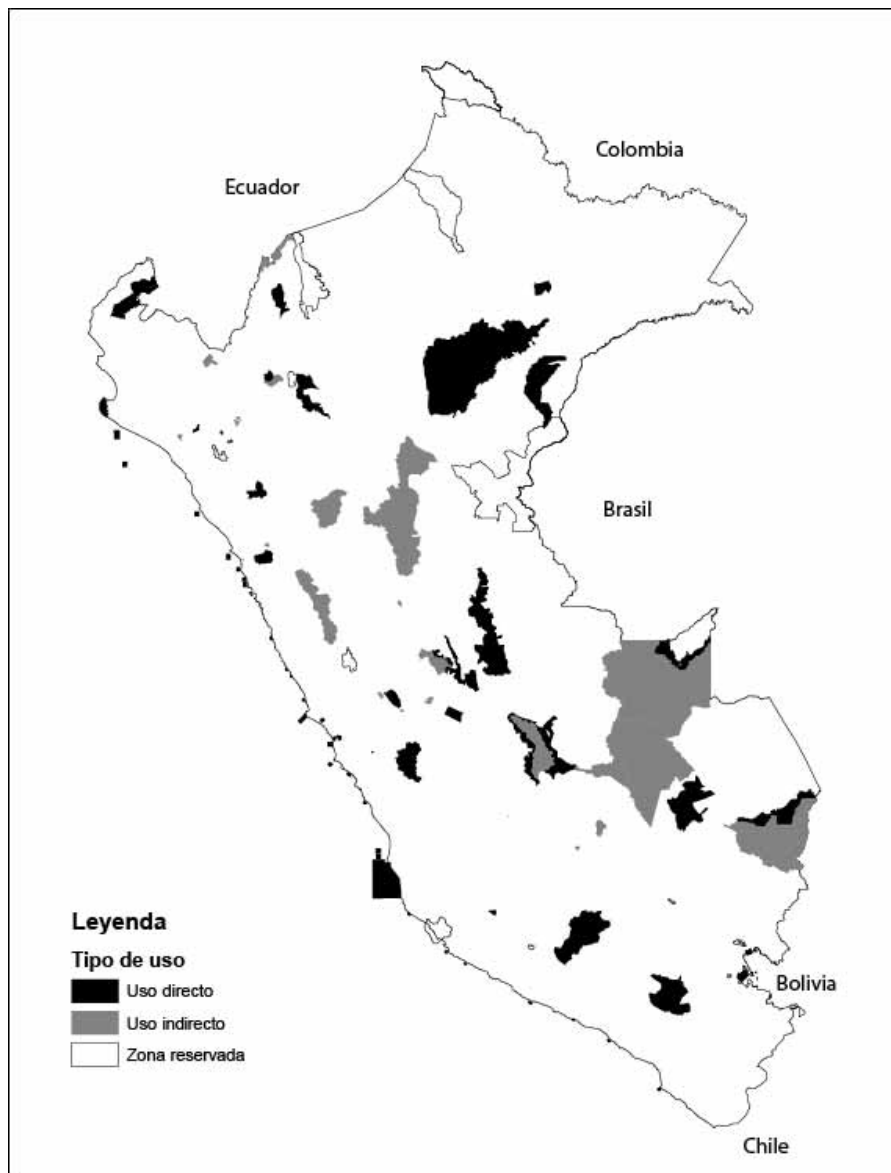 Colombia
Ecuador
Brasil
Leyenda
Tipo de uso
Uso directo
Uso indirecto
Zona reservada
Bolivia
Chile